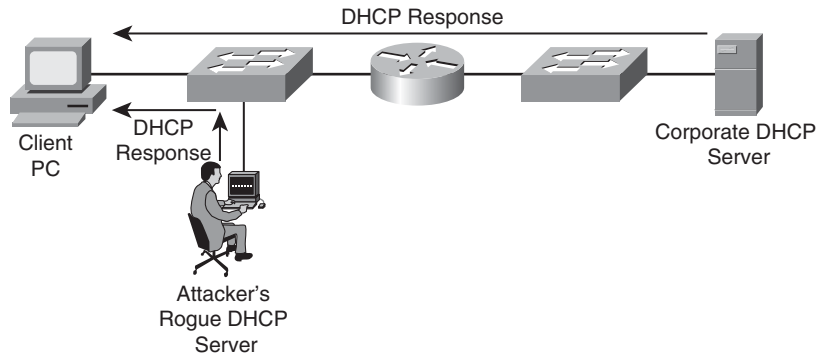 DHCP Response
DHCP
Response
Client
PC
Corporate DHCP
Server
Attacker's
Rogue DHCP
Server